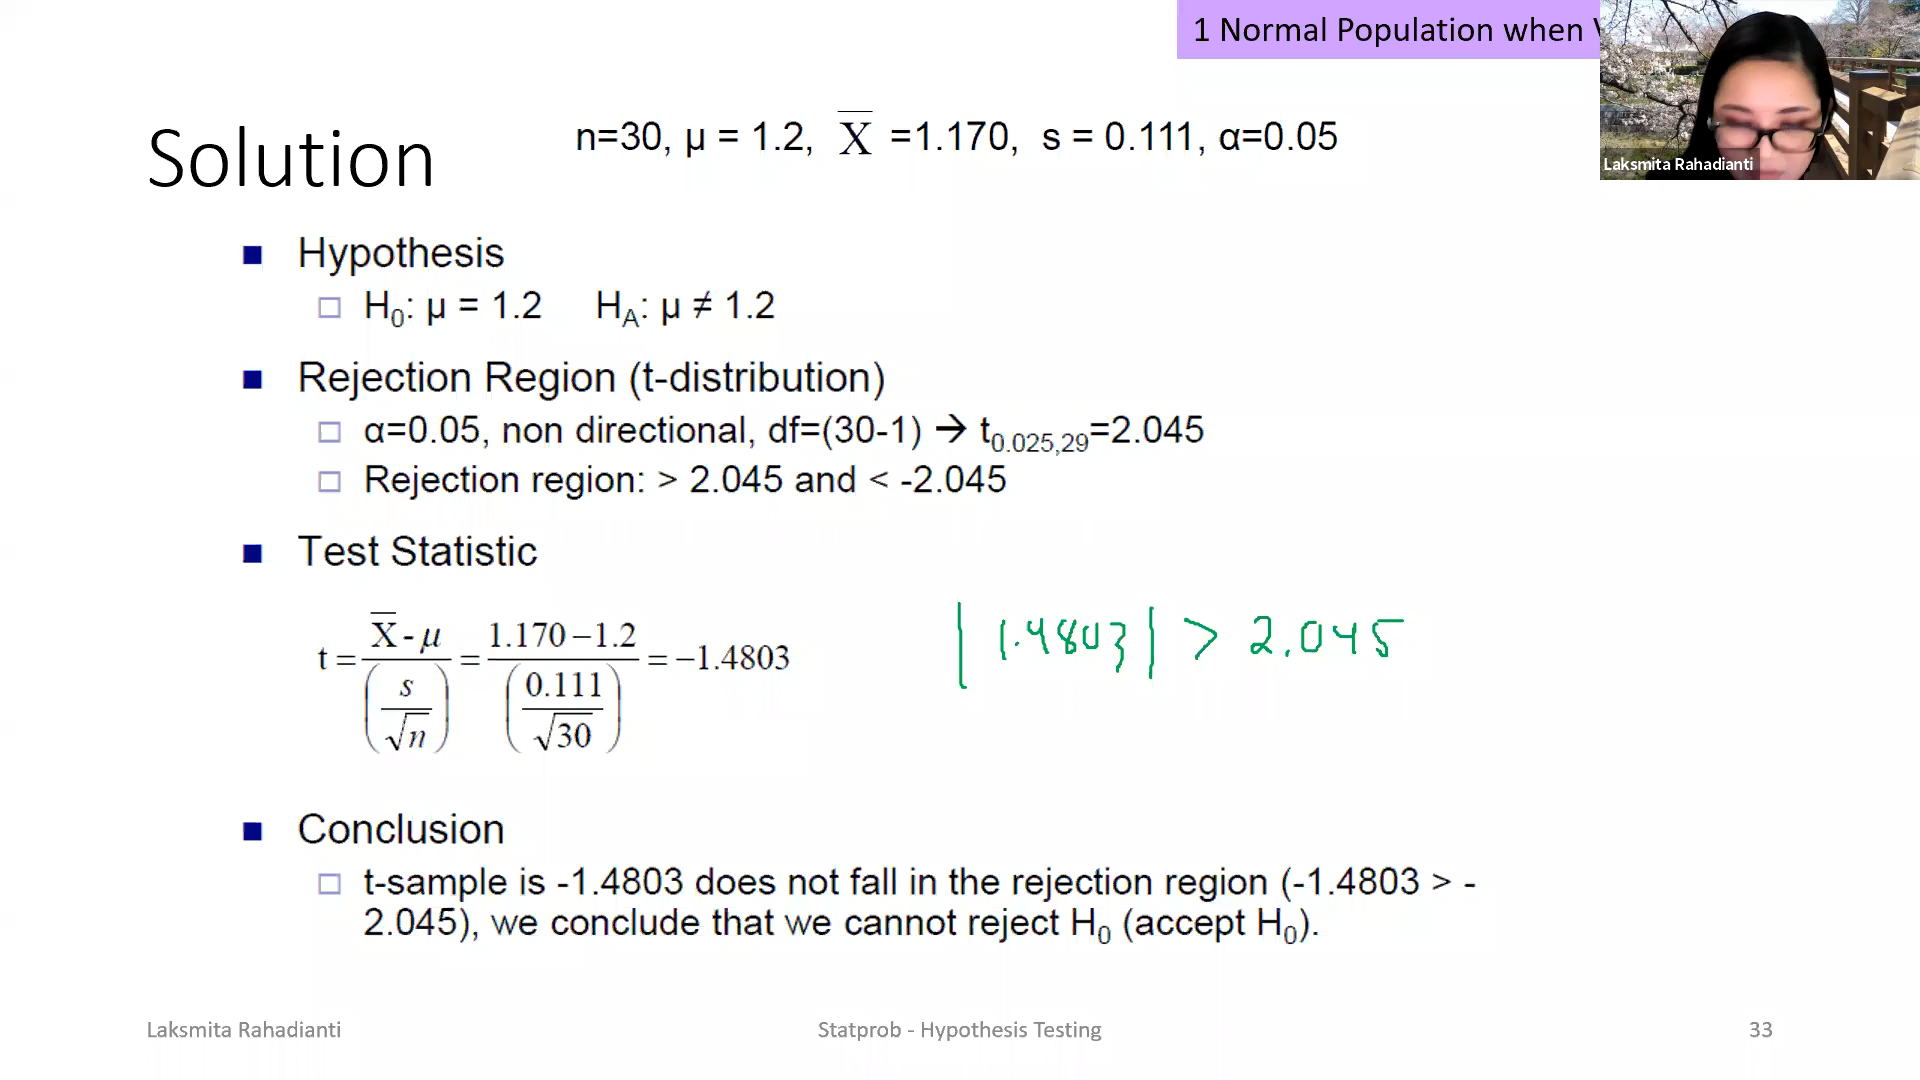 1 Normal Population when
Laksmita Rahadianti
Solution
n=30, μ = 1.2, X̅ =1.170, s = 0.111, α=0.05
■ Hypothesis
□ H₀: μ = 1.2 H_A: μ ≠ 1.2
■ Rejection Region (t-distribution)
□ α=0.05, non directional, df=(30-1) → t₀.₀₂₅,₂₉=2.045
□ Rejection region: > 2.045 and < -2.045
■ Test Statistic
t = (X̅ - μ) / (s/√n) = (1.170 − 1.2) / (0.111/√30) = −1.4803
|1.4803| > 2.045
■ Conclusion
□ t-sample is -1.4803 does not fall in the rejection region (-1.4803 > -
2.045), we conclude that we cannot reject H₀ (accept H₀).
Laksmita Rahadianti
Statprob - Hypothesis Testing
33